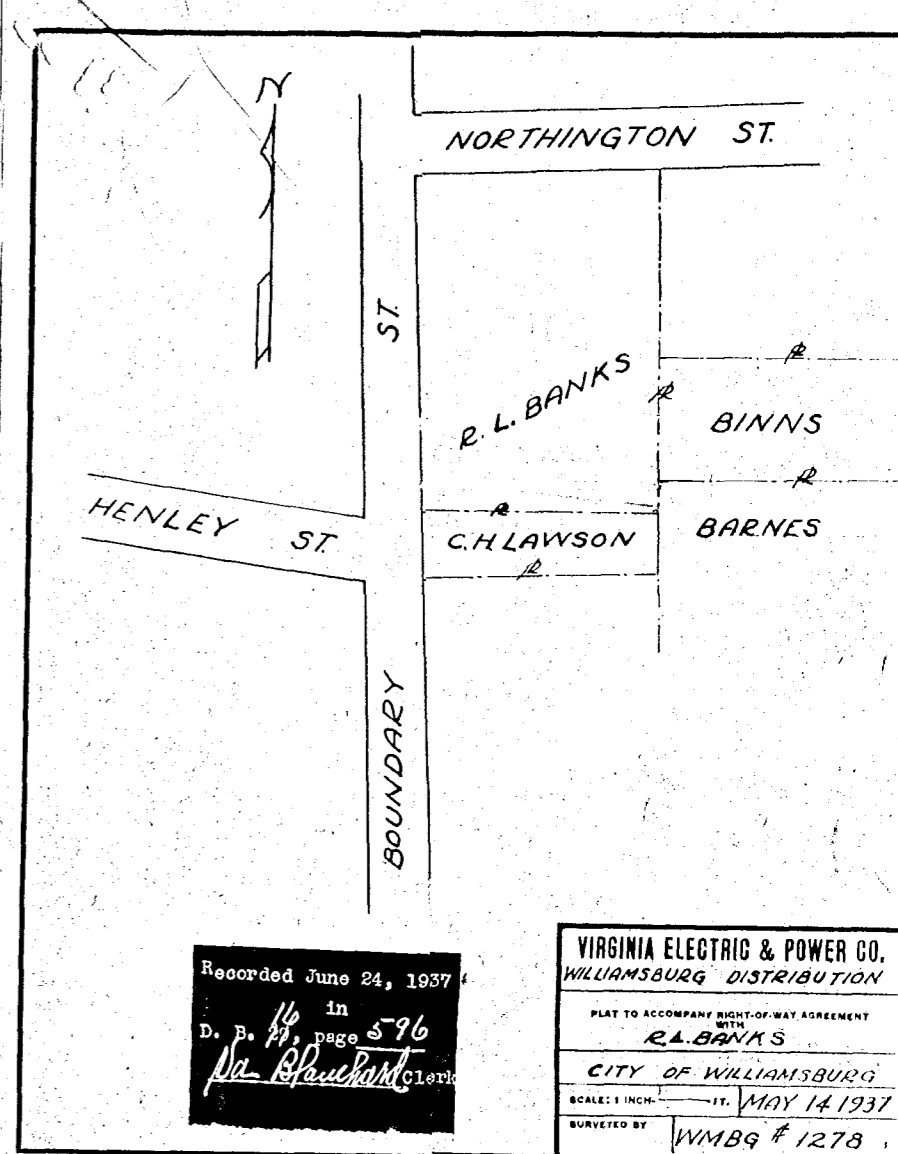 N
NORTHINGTON ST.
ST.
R. L. BANKS
BINNS
HENLEY ST.
C. H. LAWSON
BARNES
BOUNDARY
Recorded June 24, 1937
in
D. B. 16, page 596
Blanchard Clerk
VIRGINIA ELECTRIC & POWER CO.
WILLIAMSBURG DISTRIBUTION
PLAT TO ACCOMPANY RIGHT-OF-WAY AGREEMENT
WITH
R.L. BANKS
CITY OF WILLIAMSBURG
SCALE: 1 INCH- FT. MAY 14 1937
SURVEYED BY WMBG # 1278